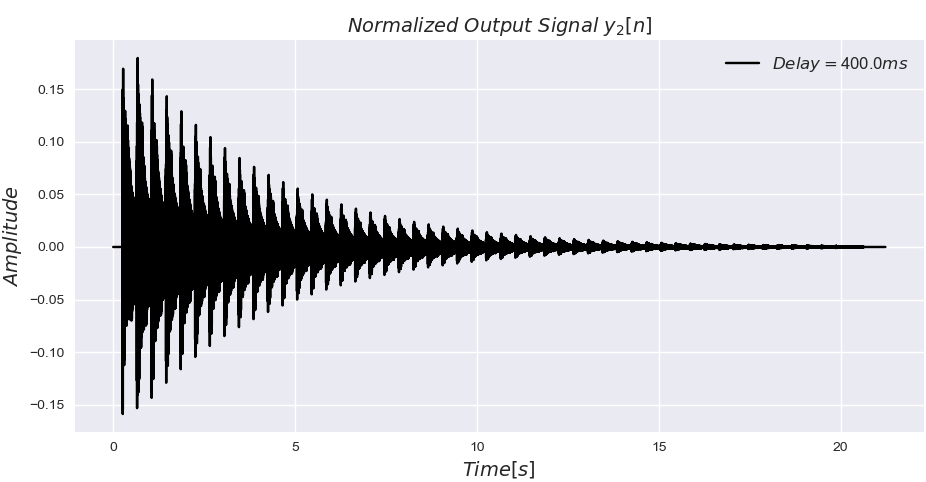 Normalized Output Signal y₂[n]
Delay = 400.0ms
0.15
0.10
0.05
0.00
−0.05
−0.10
−0.15
Amplitude
0 5 10 15 20
Time[s]